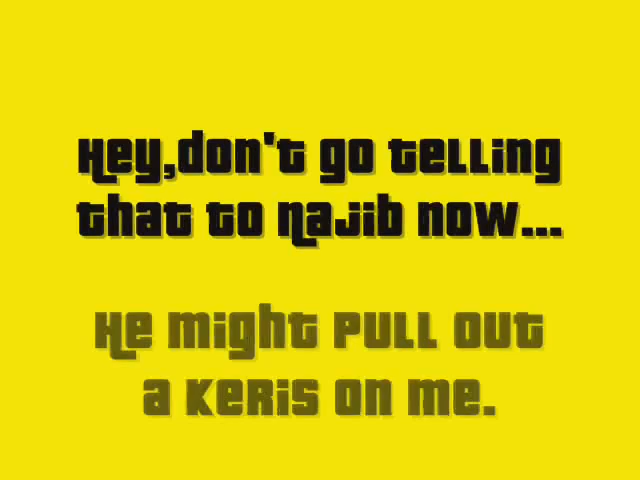 Hey,don't go telling
that to Najib now...
He might pull out
a keris on me.